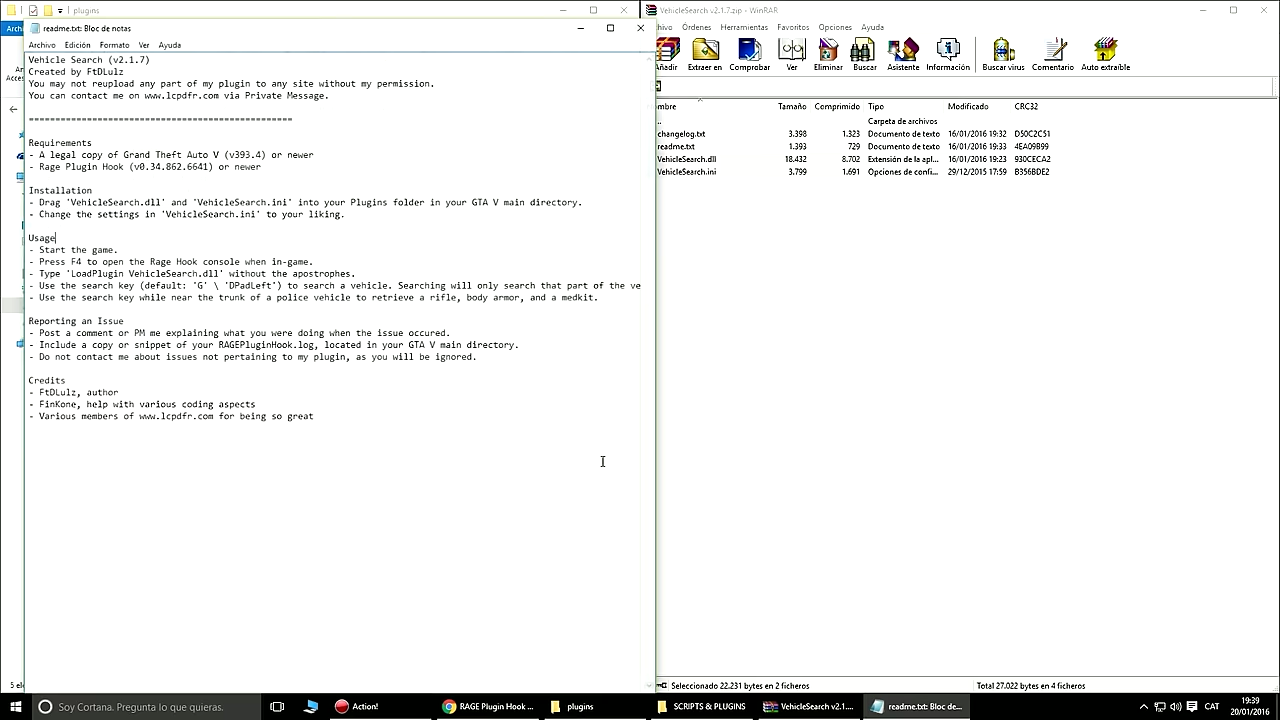 plugins
VehicleSearch v2.1.7.zip - WinRAR
readme.txt: Bloc de notas
Archivo Edición Formato Ver Ayuda
Órdenes Herramientas Favoritos Opciones Ayuda
Extraer en Comprobar Ver Eliminar Buscar Asistente Información Buscar virus Comentario Auto extraíble
Vehicle Search (v2.1.7)
Created by FtDLulz
You may not reupload any part of my plugin to any site without my permission.
You can contact me on www.lcpdfr.com via Private Message.
==================================================
Requirements
- A legal copy of Grand Theft Auto V (v393.4) or newer
- Rage Plugin Hook (v0.34.862.6641) or newer
Installation
- Drag 'VehicleSearch.dll' and 'VehicleSearch.ini' into your Plugins folder in your GTA V main directory.
- Change the settings in 'VehicleSearch.ini' to your liking.
Usage
- Start the game.
- Press F4 to open the Rage Hook console when in-game.
- Type 'LoadPlugin VehicleSearch.dll' without the apostrophes.
- Use the search key (default: 'G' \ 'DPadLeft') to search a vehicle. Searching will only search that part of the ve
- Use the search key while near the trunk of a police vehicle to retrieve a rifle, body armor, and a medkit.
Reporting an Issue
- Post a comment or PM me explaining what you were doing when the issue occured.
- Include a copy or snippet of your RAGEPluginHook.log, located in your GTA V main directory.
- Do not contact me about issues not pertaining to my plugin, as you will be ignored.
Credits
- FtDLulz, author
- FinKone, help with various coding aspects
- Various members of www.lcpdfr.com for being so great
Tamaño Comprimido Tipo Modificado CRC32
.. Carpeta de archivos
changelog.txt 3.398 1.323 Documento de texto 16/01/2016 19:32 D50C2C51
readme.txt 1.393 729 Documento de texto 16/01/2016 19:33 4EA09B99
VehicleSearch.dll 18.432 8.702 Extensión de la apl... 16/01/2016 19:23 930CECA2
VehicleSearch.ini 3.799 1.691 Opciones de confi... 29/12/2015 17:59 B356BDE2
Seleccionado 22.231 bytes en 2 ficheros Total 27.022 bytes en 4 ficheros
Soy Cortana. Pregunta lo que quieras. Action! RAGE Plugin Hook ... plugins SCRIPTS & PLUGINS VehicleSearch v2.1.... readme.txt: Bloc de... CAT 19:39
20/01/2016